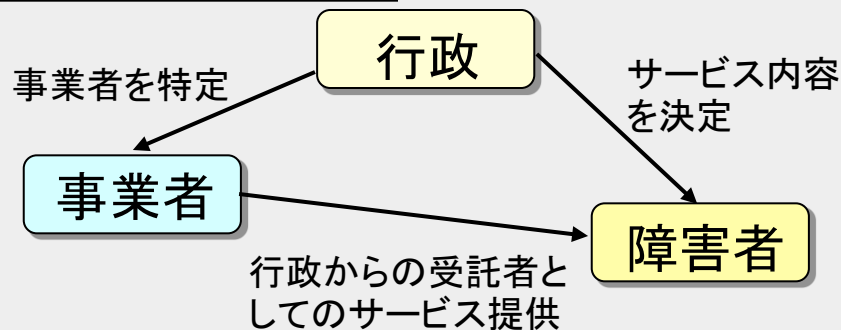 行政
事業者を特定
サービス内容
を決定
事業者
障害者
行政からの受託者と
してのサービス提供